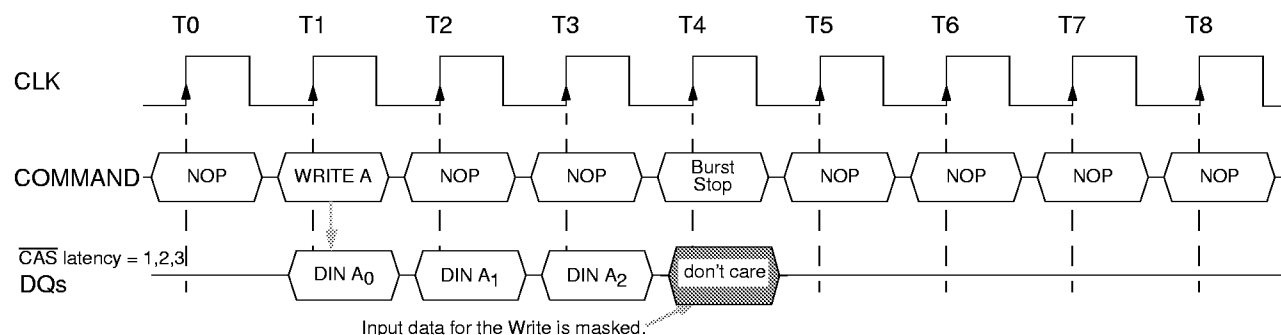 T0 T1 T2 T3 T4 T5 T6 T7 T8
CLK
COMMAND NOP WRITE A NOP NOP Burst Stop NOP NOP NOP NOP
CAS latency = 1,2,3
DQs DIN A0 DIN A1 DIN A2 don't care
Input data for the Write is masked.